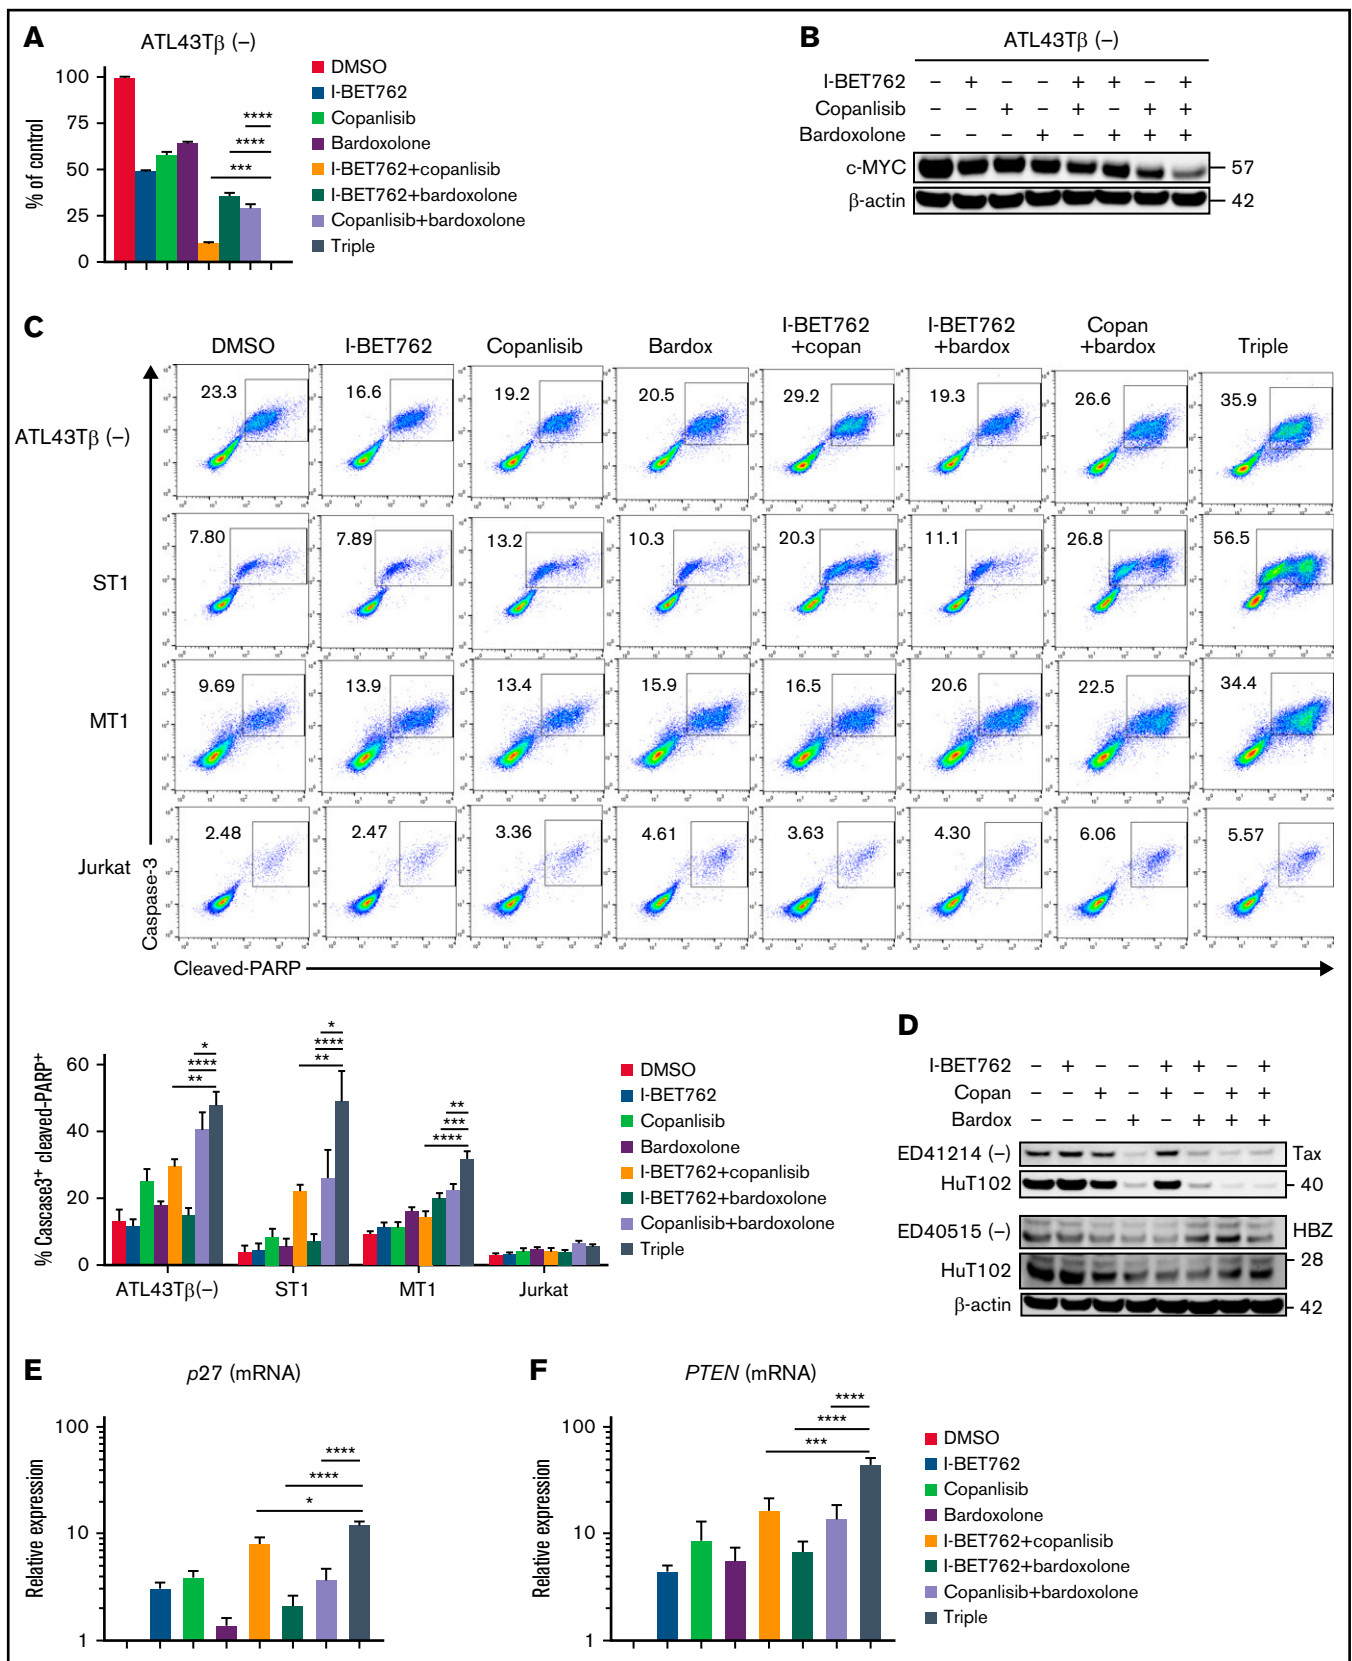 A
ATL43Tβ (–)
% of control
100
75
50
25
0
****
****
***
DMSO
I-BET762
Copanlisib
Bardoxolone
I-BET762+copanlisib
I-BET762+bardoxolone
Copanlisib+bardoxolone
Triple
B
ATL43Tβ (–)
I-BET762 – + – – + + – +
Copanlisib – – + – + – + +
Bardoxolone – – – + – + + +
c-MYC 57
β-actin 42
C
DMSO I-BET762 Copanlisib Bardox I-BET762 +copan I-BET762 +bardox Copan +bardox Triple
ATL43Tβ (–) 23.3 16.6 19.2 20.5 29.2 19.3 26.6 35.9
ST1 7.80 7.89 13.2 10.3 20.3 11.1 26.8 56.5
MT1 9.69 13.9 13.4 15.9 16.5 20.6 22.5 34.4
Jurkat 2.48 2.47 3.36 4.61 3.63 4.30 6.06 5.57
Caspase-3
Cleaved-PARP
% Cascase3+ cleaved-PARP+
60
40
20
0
*
****
**
*
****
**
**
***
****
ATL43Tβ(–) ST1 MT1 Jurkat
DMSO
I-BET762
Copanlisib
Bardoxolone
I-BET762+copanlisib
I-BET762+bardoxolone
Copanlisib+bardoxolone
Triple
D
I-BET762 – + – – + + – +
Copan – – + – + – + +
Bardox – – – + – + + +
ED41214 (–) Tax
HuT102 40
ED40515 (–) HBZ
HuT102 28
β-actin 42
E
p27 (mRNA)
Relative expression
100
10
1
****
****
*
F
PTEN (mRNA)
Relative expression
100
10
1
****
****
***
DMSO
I-BET762
Copanlisib
Bardoxolone
I-BET762+copanlisib
I-BET762+bardoxolone
Copanlisib+bardoxolone
Triple